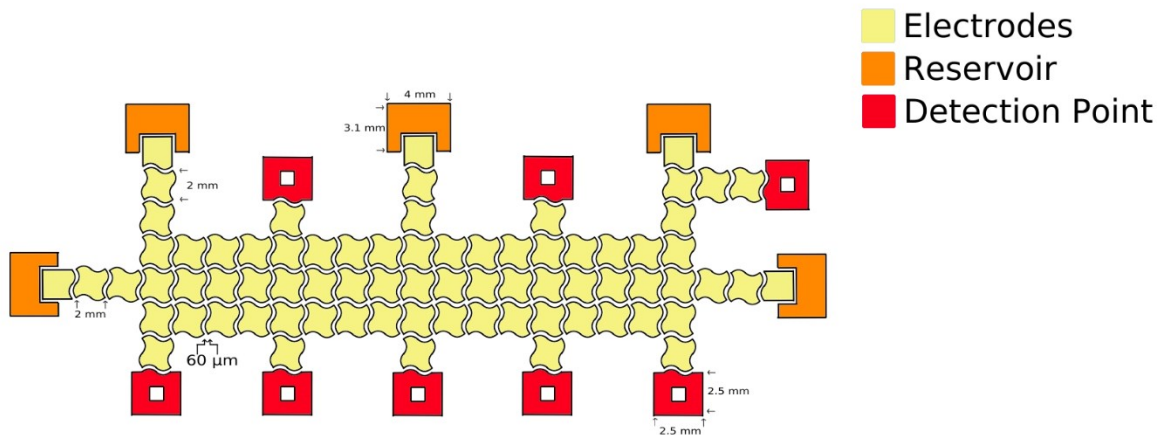 Electrodes
Reservoir
Detection Point
4 mm
3.1 mm
2 mm
2 mm
60 µm
2.5 mm
2.5 mm